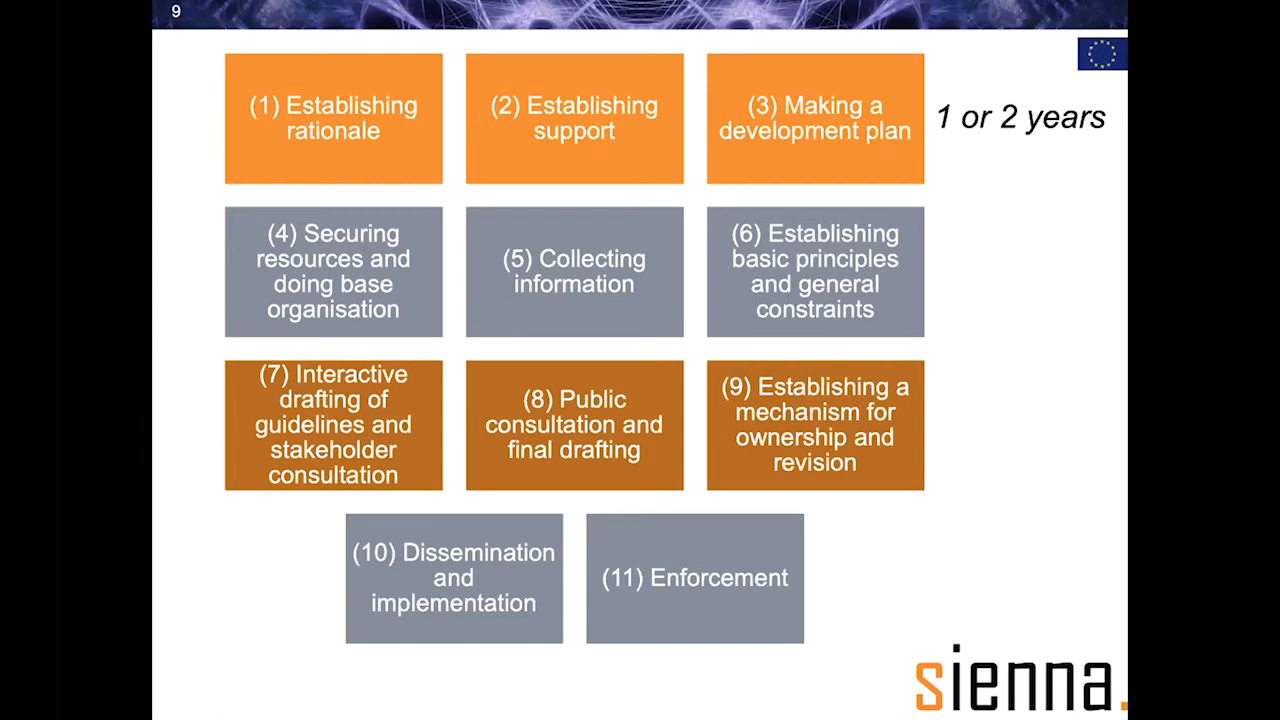 9
(1) Establishing
rationale
(2) Establishing
support
(3) Making a
development plan
1 or 2 years
(4) Securing
resources and
doing base
organisation
(5) Collecting
information
(6) Establishing
basic principles
and general
constraints
(7) Interactive
drafting of
guidelines and
stakeholder
consultation
(8) Public
consultation and
final drafting
(9) Establishing a
mechanism for
ownership and
revision
(10) Dissemination
and
implementation
(11) Enforcement
sienna.